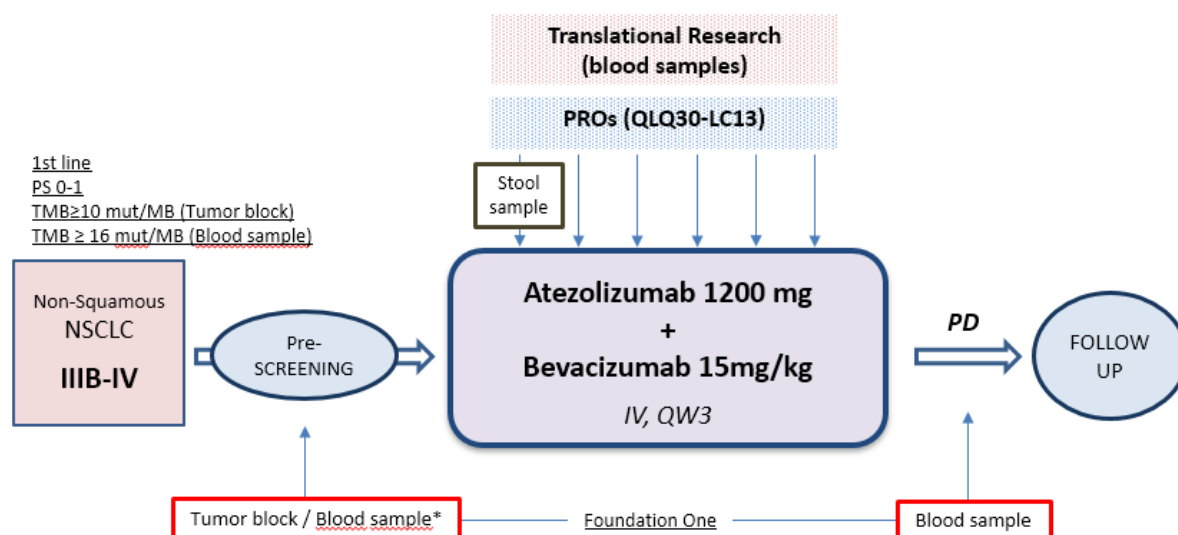 Translational Research
(blood samples)
PROs (QLQ30-LC13)
1st line
PS 0-1
TMB≥10 mut/MB (Tumor block)
TMB ≥ 16 mut/MB (Blood sample)
Stool
sample
Non-Squamous
NSCLC
IIIB-IV
Pre-
SCREENING
Atezolizumab 1200 mg
+
Bevacizumab 15mg/kg
IV, QW3
PD
FOLLOW
UP
Tumor block / Blood sample*
Foundation One
Blood sample